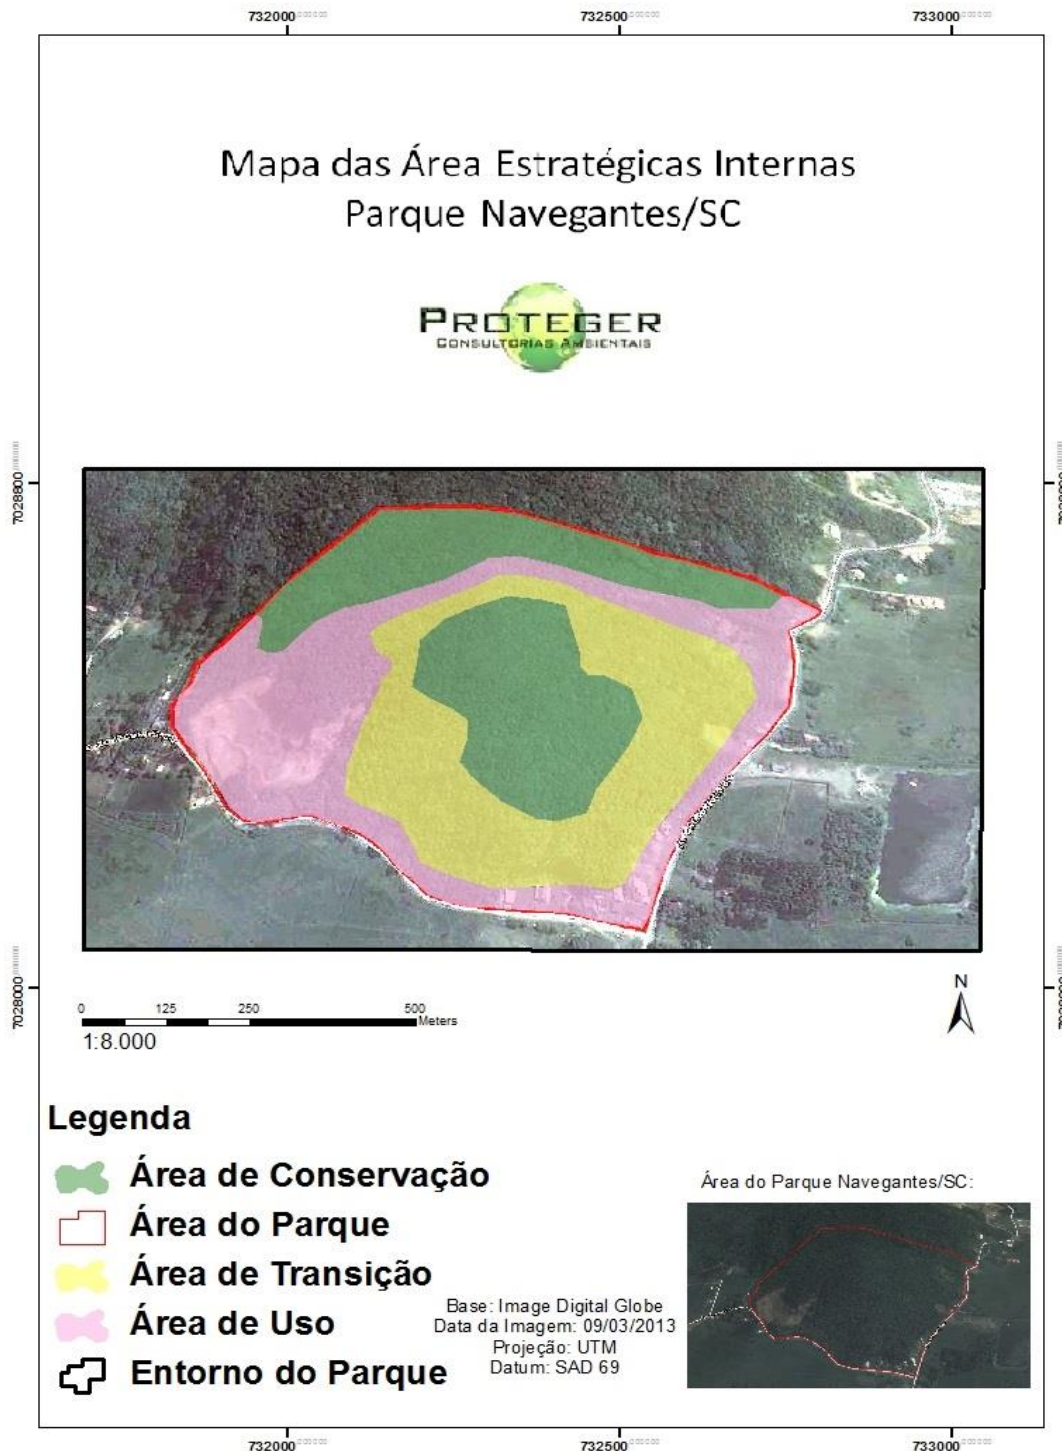 732000
732500
733000
Mapa das Área Estratégicas Internas
Parque Navegantes/SC
PROTEGER
CONSULTORIAS AMBIENTAIS
7028800
7028000
0 125 250 500
Meters
1:8.000
N
Legenda
Área de Conservação
Área do Parque
Área de Transição
Área de Uso
Entorno do Parque
Base: Image Digital Globe
Data da Imagem: 09/03/2013
Projeção: UTM
Datum: SAD 69
Área do Parque Navegantes/SC:
732000
732500
733000